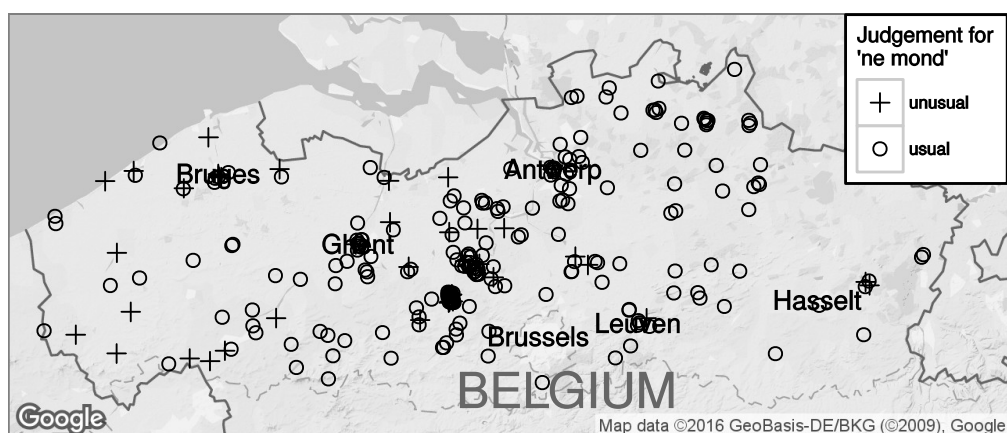 Judgement for
'ne mond'
unusual
usual
Bruges
Antwerp
Ghent
Hasselt
Leuven
Brussels
BELGIUM
Google
Map data ©2016 GeoBasis-DE/BKG (©2009), Google